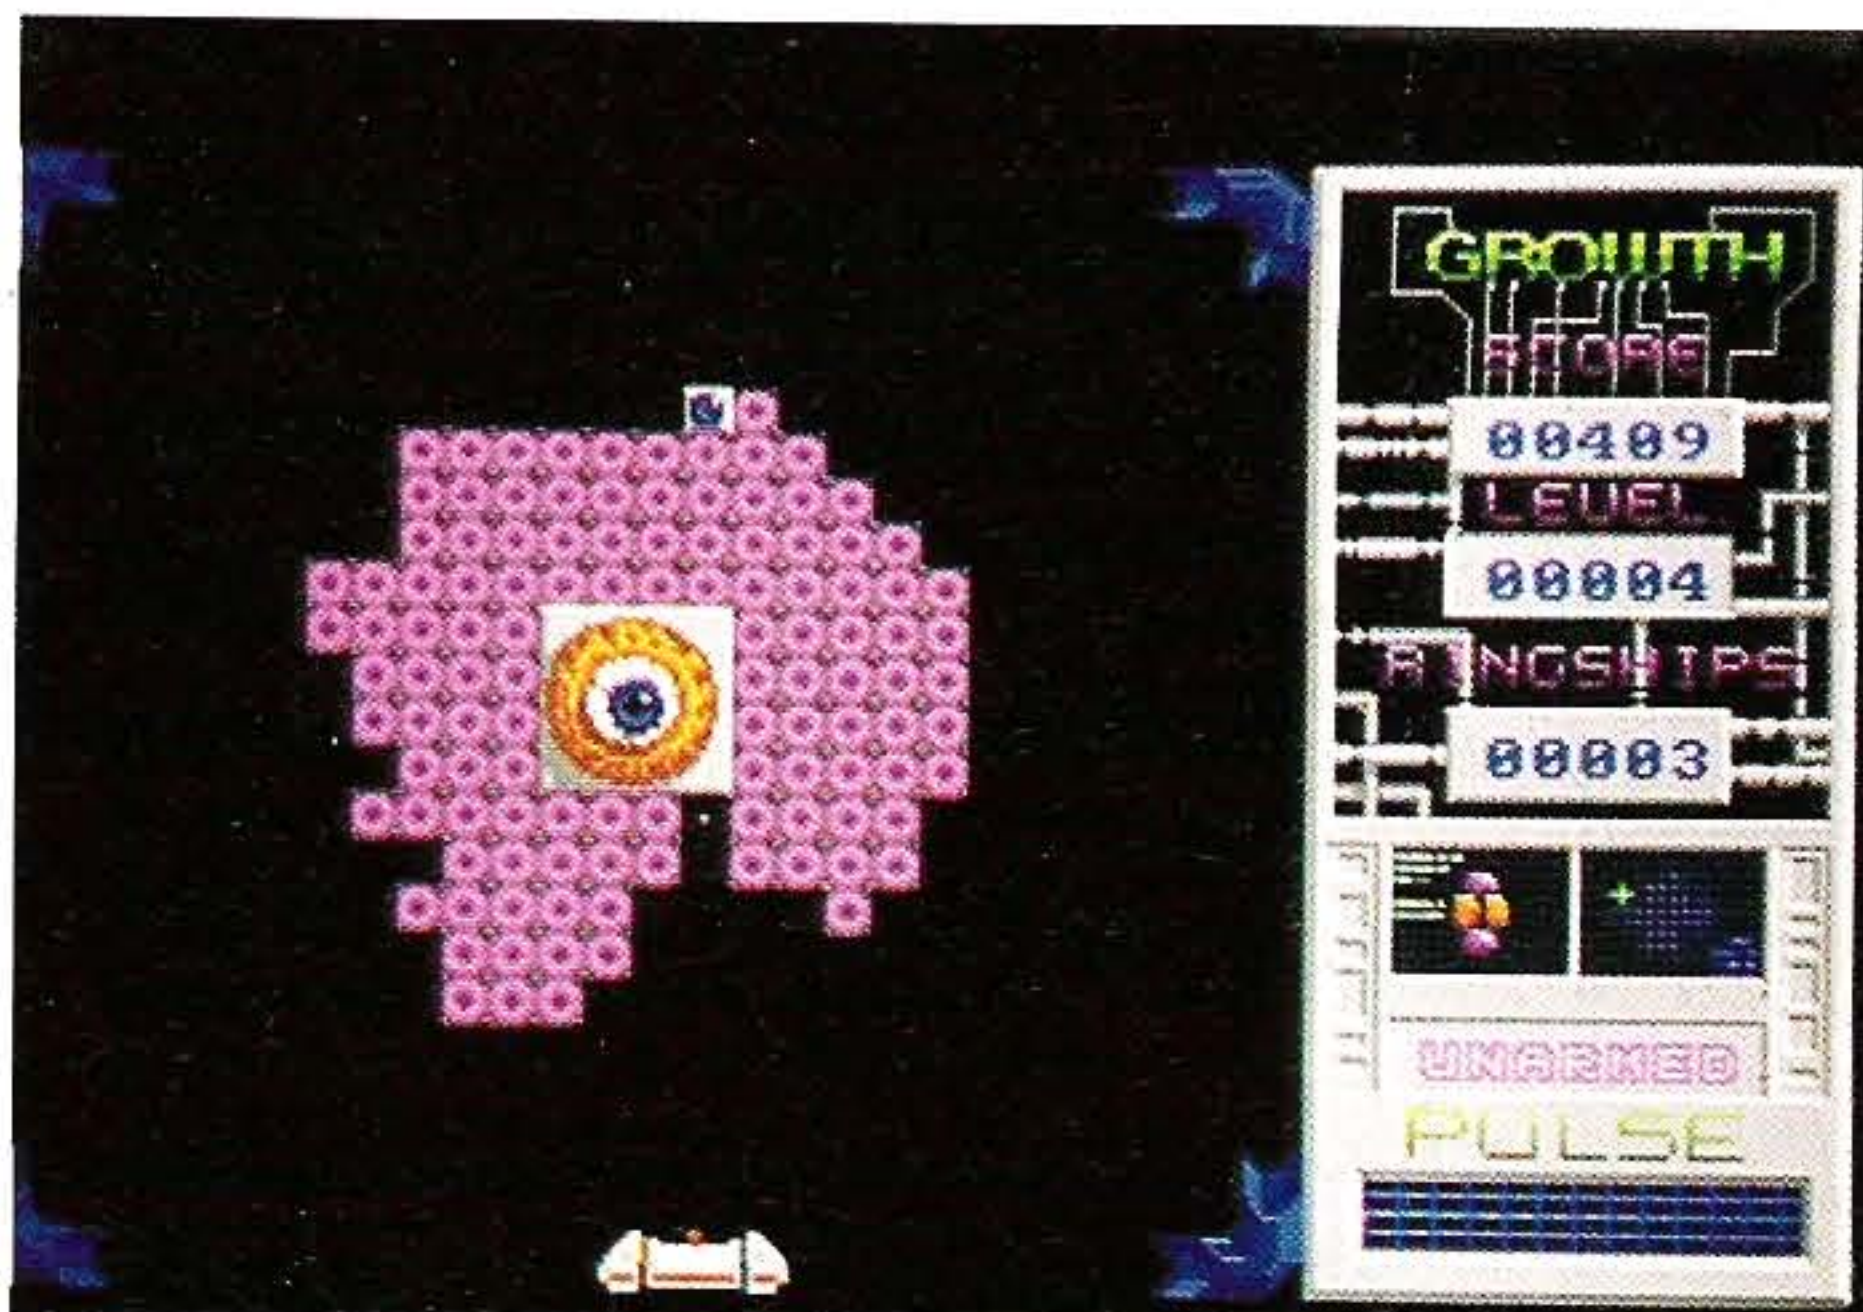 GROWTH
SCORE
00409
LEVEL
00004
RINGSHIPS
00003
UNARMED
PULSE